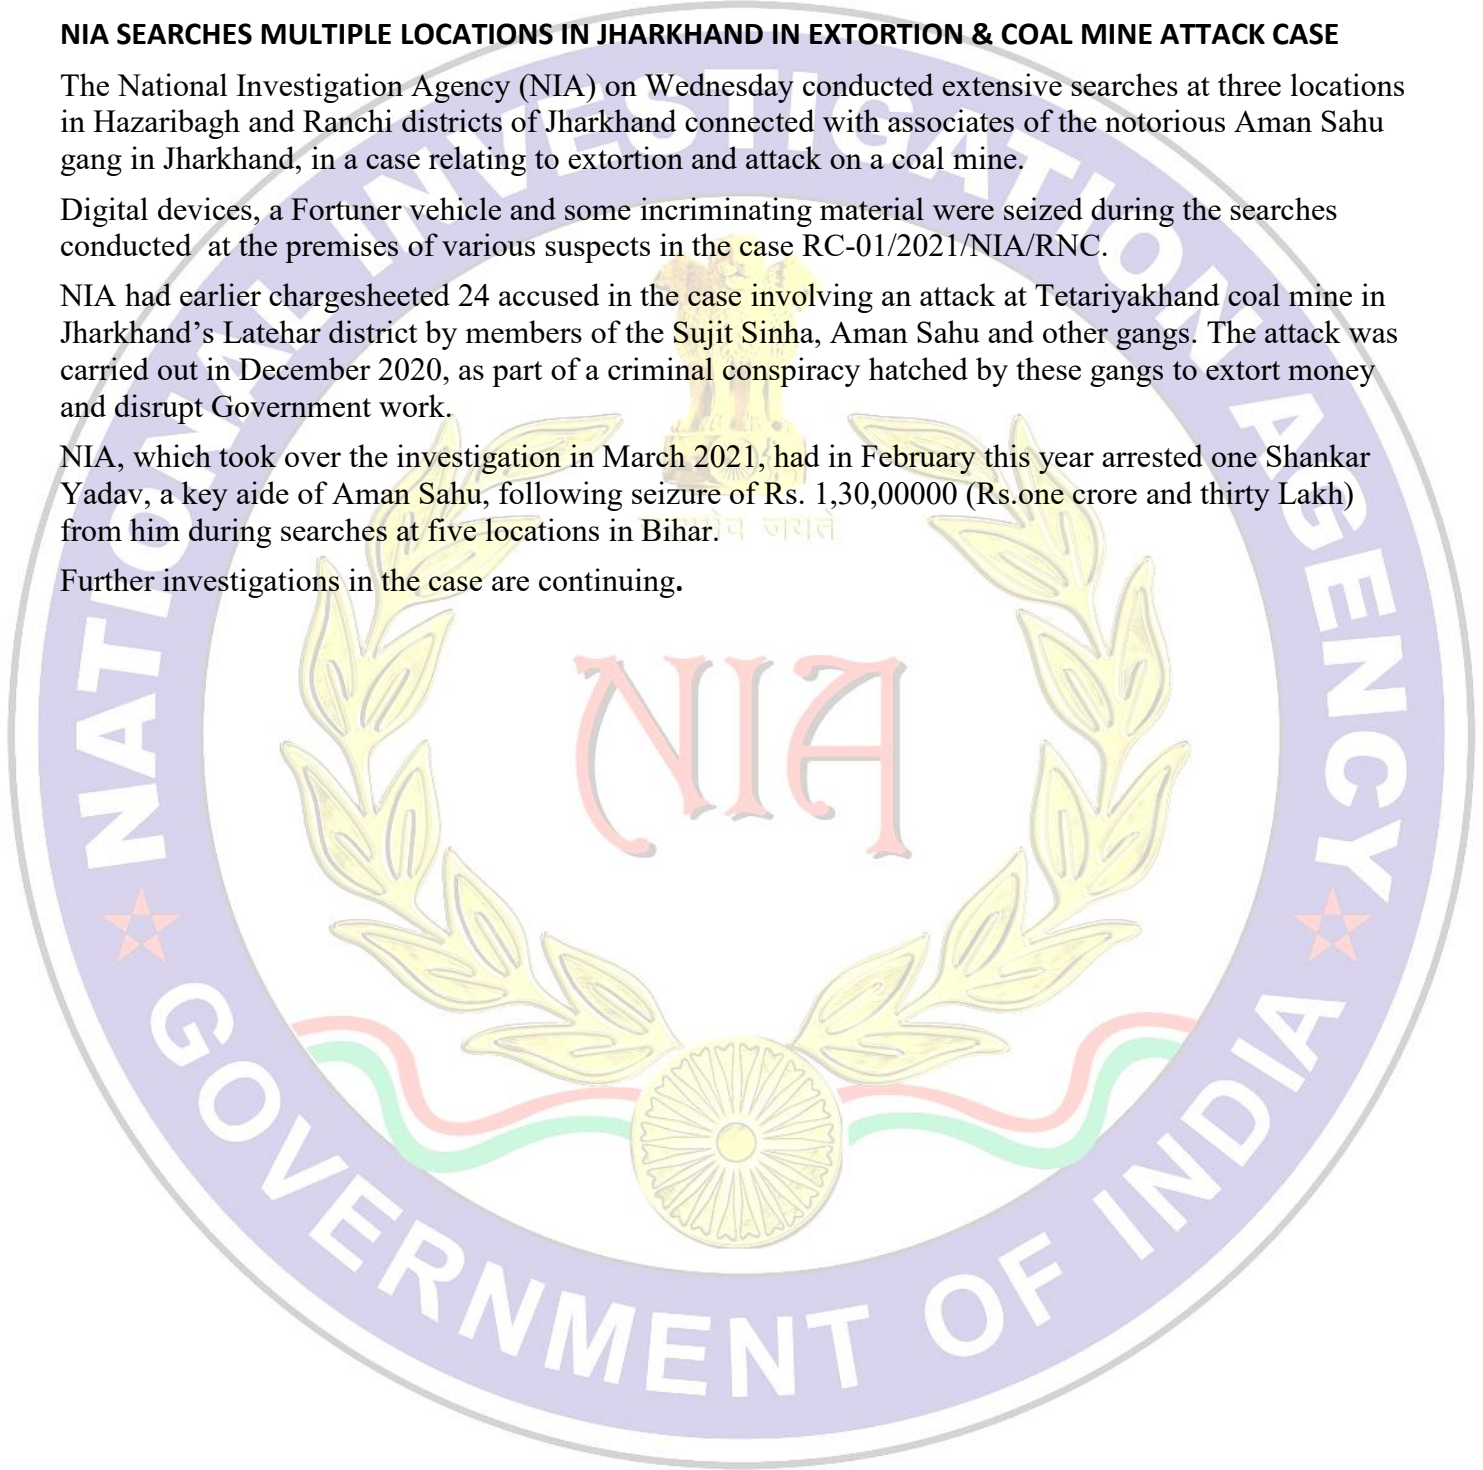 NIA SEARCHES MULTIPLE LOCATIONS IN JHARKHAND IN EXTORTION & COAL MINE ATTACK CASE
The National Investigation Agency (NIA) on Wednesday conducted extensive searches at three locations
in Hazaribagh and Ranchi districts of Jharkhand connected with associates of the notorious Aman Sahu
gang in Jharkhand, in a case relating to extortion and attack on a coal mine.
Digital devices, a Fortuner vehicle and some incriminating material were seized during the searches
conducted  at the premises of various suspects in the case RC-01/2021/NIA/RNC.
NIA had earlier chargesheeted 24 accused in the case involving an attack at Tetariyakhand coal mine in
Jharkhand’s Latehar district by members of the Sujit Sinha, Aman Sahu and other gangs. The attack was
carried out in December 2020, as part of a criminal conspiracy hatched by these gangs to extort money
and disrupt Government work.
NIA, which took over the investigation in March 2021, had in February this year arrested one Shankar
Yadav, a key aide of Aman Sahu, following seizure of Rs. 1,30,00000 (Rs.one crore and thirty Lakh)
from him during searches at five locations in Bihar.
Further investigations in the case are continuing.
NATIONAL INVESTIGATION AGENCY
जयते
NIA
GOVERNMENT OF INDIA